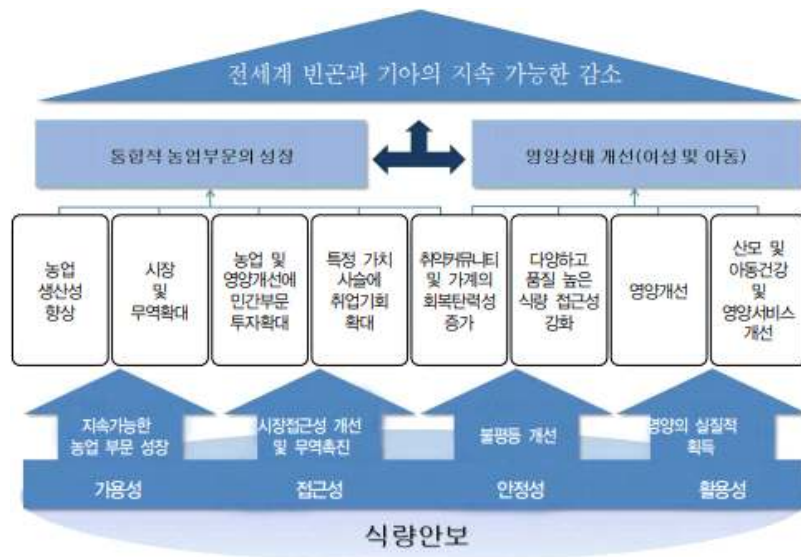 전세계 빈곤과 기아의 지속 가능한 감소
통합적 농업부문의 성장
영양상태 개선(여성 및 아동)
농업
생산성
향상
시장
및
무역확대
농업 및
영양개선에
민간부문
투자확대
특정 가치
사슬에
취업기회
확대
취약커뮤니티
및 가계의
회복탄력성
증가
다양하고
품질 높은
식량 접근성
강화
영양개선
산모 및
아동건강
및
영양서비스
개선
지속가능한
농업 부문 성장
시장접근성 개선
및 무역촉진
불평등 개선
영양의 실질적
획득
가용성
접근성
안정성
활용성
식량안보